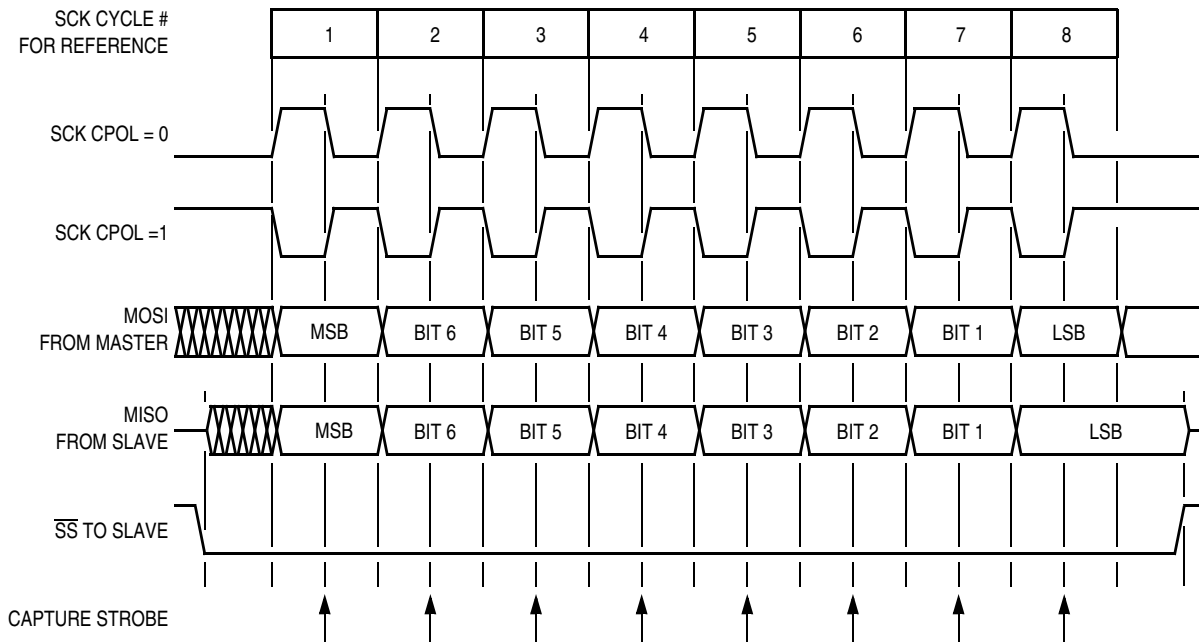 SCK CYCLE #
FOR REFERENCE
1 2 3 4 5 6 7 8
SCK CPOL = 0
SCK CPOL =1
MOSI
FROM MASTER
MSB BIT 6 BIT 5 BIT 4 BIT 3 BIT 2 BIT 1 LSB
MISO
FROM SLAVE
MSB BIT 6 BIT 5 BIT 4 BIT 3 BIT 2 BIT 1 LSB
S̅S̅ TO SLAVE
CAPTURE STROBE